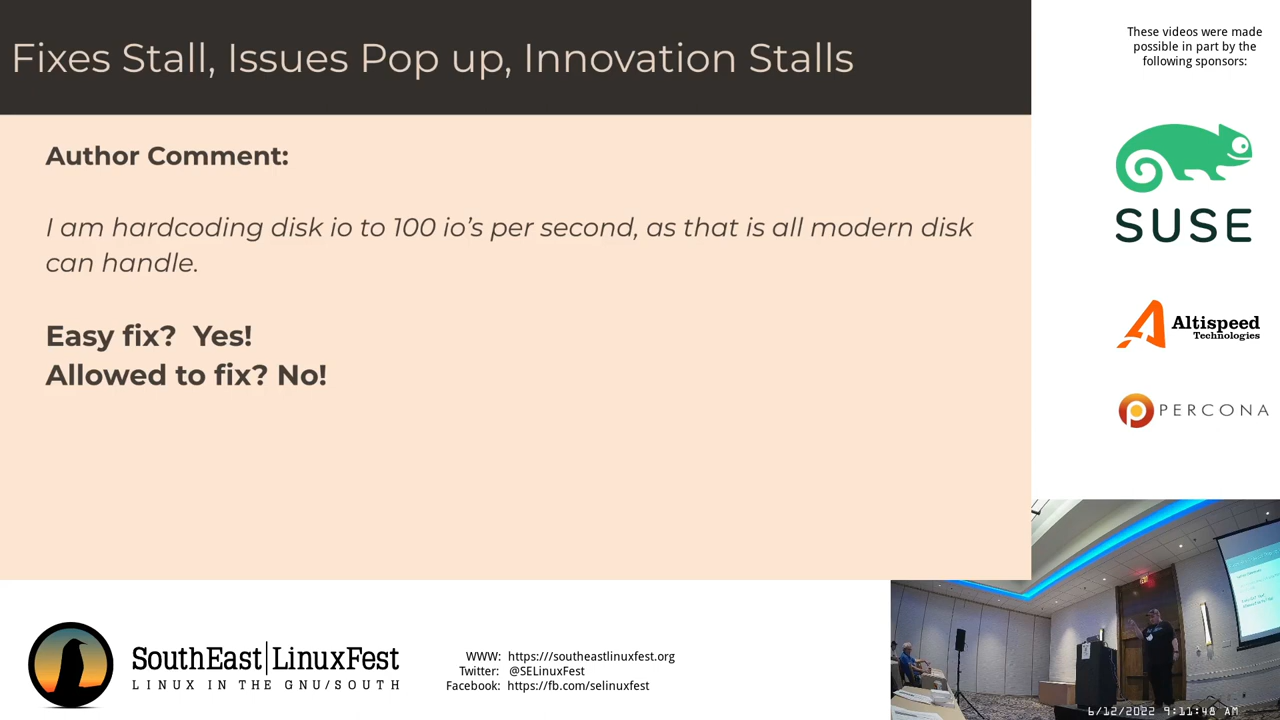 Fixes Stall, Issues Pop up, Innovation Stalls
Author Comment:
I am hardcoding disk io to 100 io’s per second, as that is all modern disk
can handle.
Easy fix?  Yes!
Allowed to fix? No!
These videos were made
possible in part by the
following sponsors:
SUSE
Altispeed
Technologies
PERCONA
SouthEast|LinuxFest
LINUX IN THE GNU/SOUTH
WWW: https:///southeastlinuxfest.org
Twitter: @SELinuxFest
Facebook: https://fb.com/selinuxfest
6/12/2022 9:11:48 AM